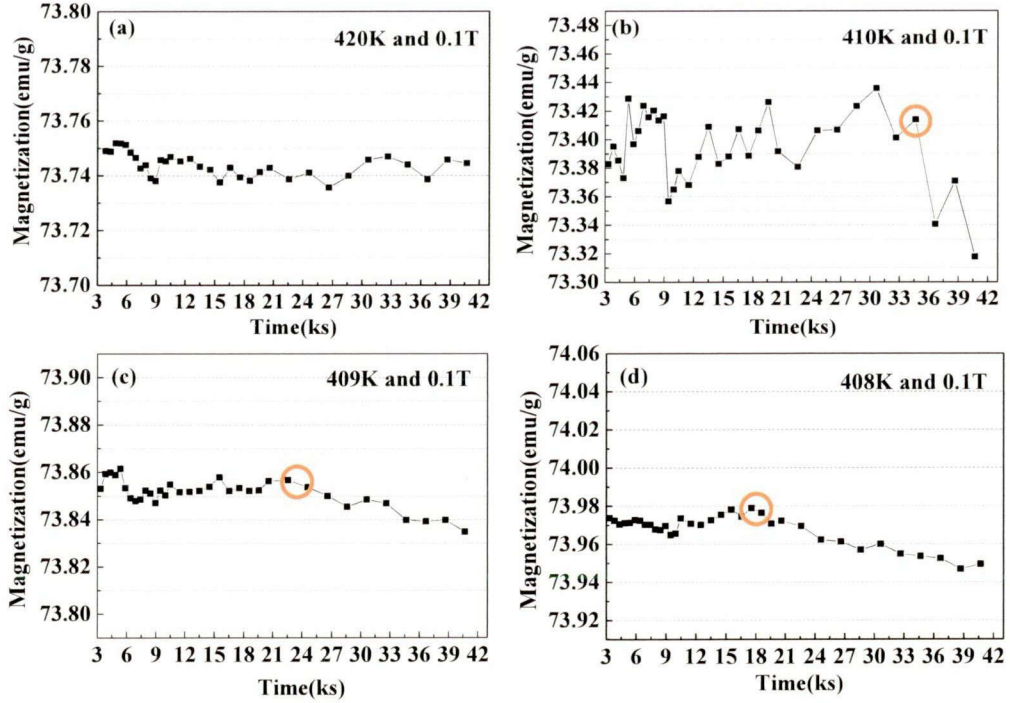 (a)
420K and 0.1T
Magnetization(emu/g)
73.80
73.78
73.76
73.74
73.72
73.70
3 6 9 12 15 18 21 24 27 30 33 36 39 42
Time(ks)
(b)
410K and 0.1T
Magnetization(emu/g)
73.48
73.46
73.44
73.42
73.40
73.38
73.36
73.34
73.32
73.30
3 6 9 12 15 18 21 24 27 30 33 36 39 42
Time(ks)
(c)
409K and 0.1T
Magnetization(emu/g)
73.90
73.88
73.86
73.84
73.82
73.80
3 6 9 12 15 18 21 24 27 30 33 36 39 42
Time(ks)
(d)
408K and 0.1T
Magnetization(emu/g)
74.06
74.04
74.02
74.00
73.98
73.96
73.94
73.92
3 6 9 12 15 18 21 24 27 30 33 36 39 42
Time(ks)